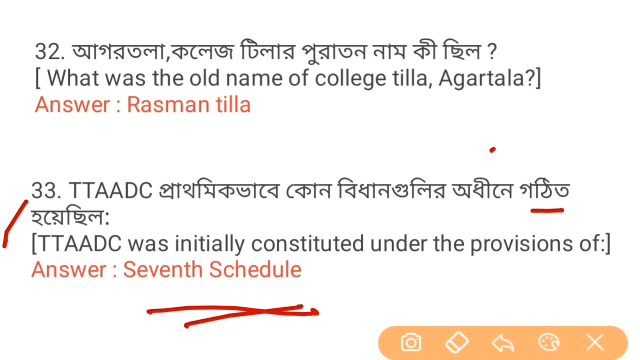 32. আগরতলা,কলেজ টিলার পুরাতন নাম কী ছিল ?
[ What was the old name of college tilla, Agartala?]
Answer : Rasman tilla
33. TTAADC প্রাথমিকভাবে কোন বিধানগুলির অধীনে গঠিত
হয়েছিল:
[TTAADC was initially constituted under the provisions of:]
Answer : Seventh Schedule